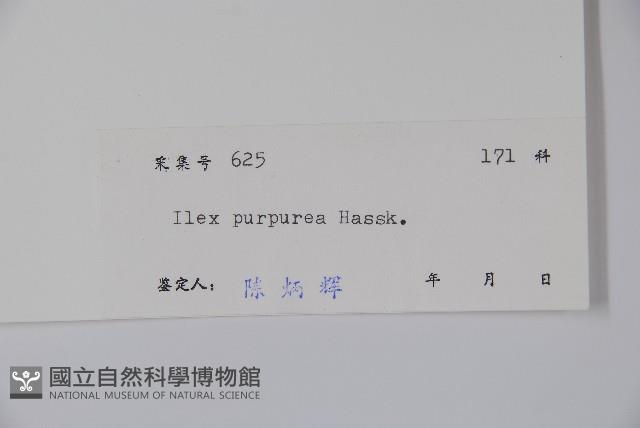 采集号 625 171 科
Ilex purpurea Hassk.
鉴定人： 陈炳辉 年 月 日
國立自然科學博物館
NATIONAL MUSEUM OF NATURAL SCIENCE